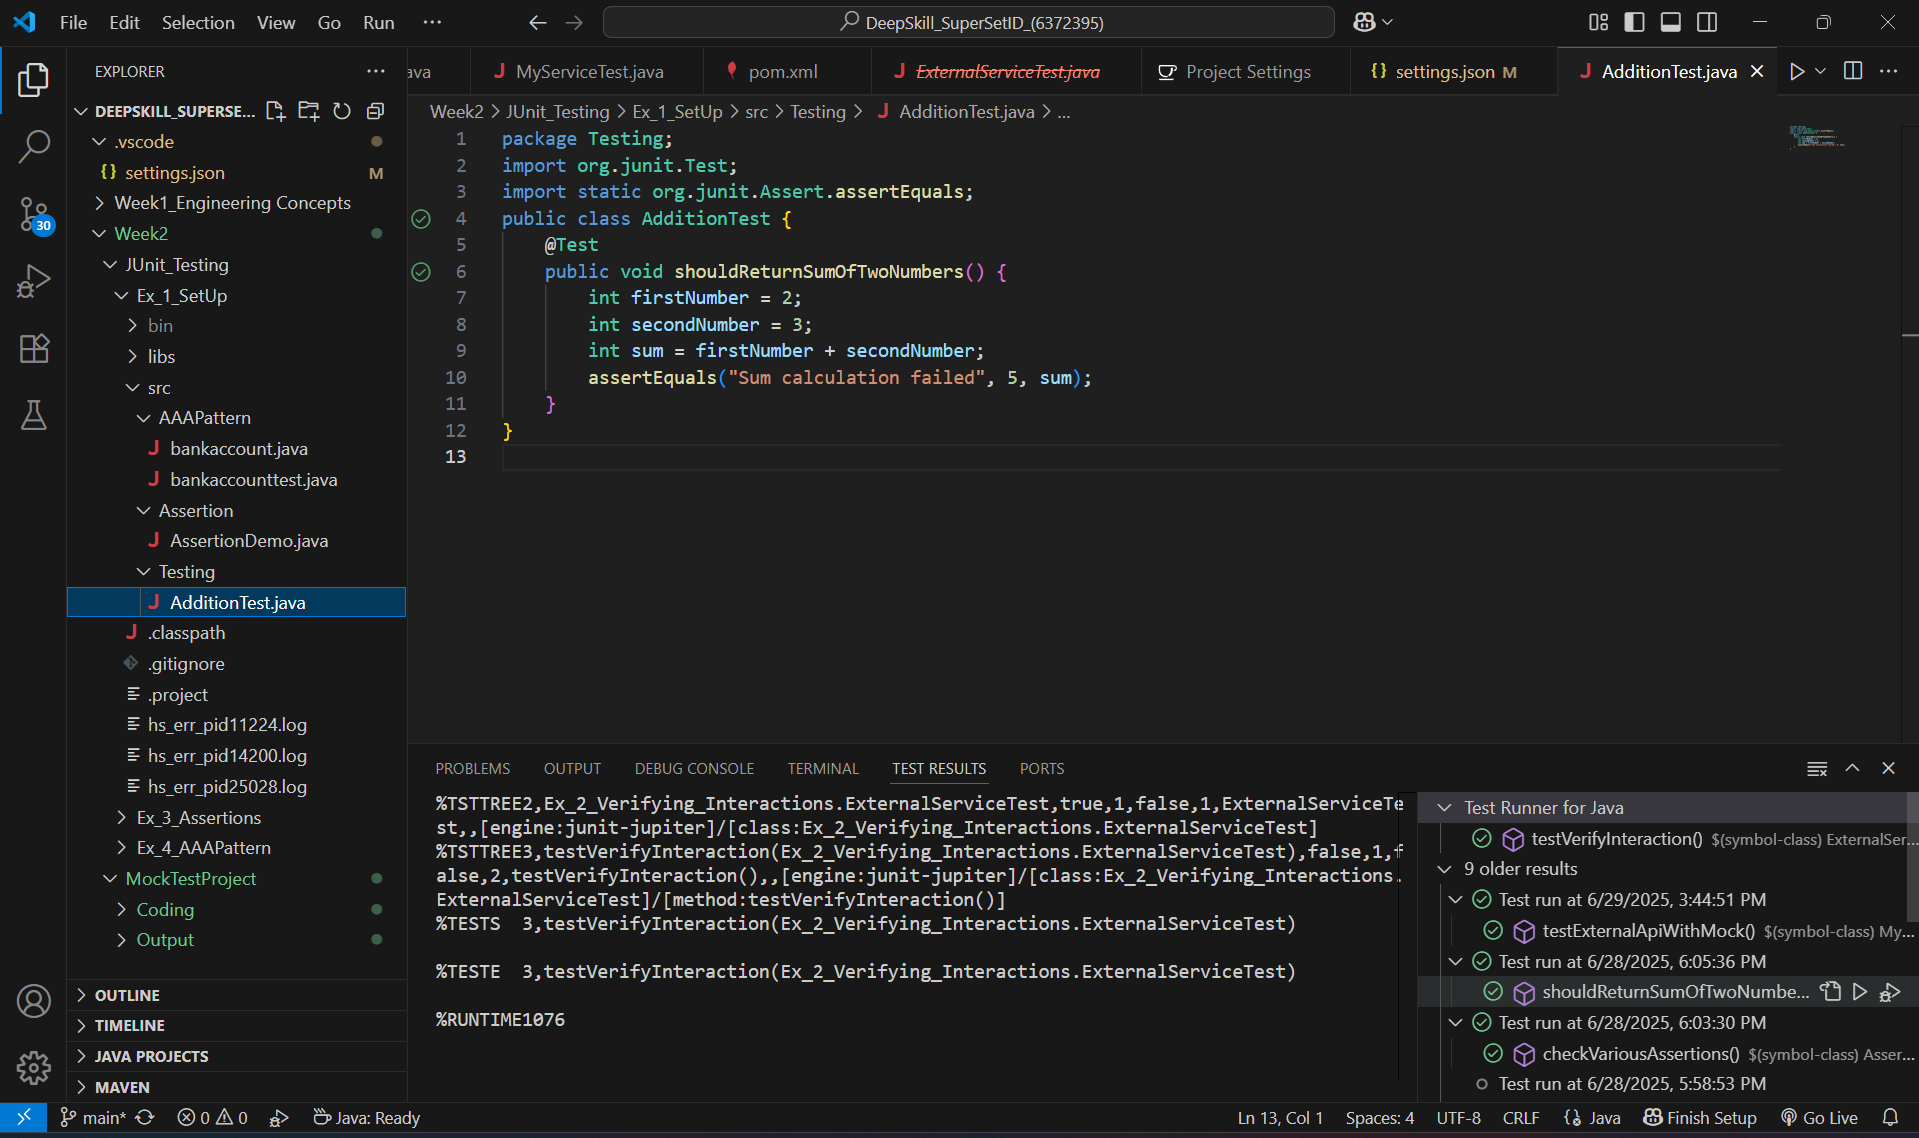 File Edit Selection View Go Run ···
DeepSkill_SuperSetID_(6372395)
EXPLORER
DEEPSKILL_SUPERSE...
.vscode
{} settings.json M
Week1_Engineering Concepts
Week2
JUnit_Testing
Ex_1_SetUp
bin
libs
src
AAAPattern
J bankaccount.java
J bankaccounttest.java
Assertion
J AssertionDemo.java
Testing
J AdditionTest.java
J .classpath
.gitignore
.project
hs_err_pid11224.log
hs_err_pid14200.log
hs_err_pid25028.log
Ex_3_Assertions
Ex_4_AAAPattern
MockTestProject
Coding
Output
OUTLINE
TIMELINE
JAVA PROJECTS
MAVEN
30
ava J MyServiceTest.java pom.xml J ExternalServiceTest.java Project Settings {} settings.json M J AdditionTest.java
Week2 > JUnit_Testing > Ex_1_SetUp > src > Testing > J AdditionTest.java > ...
1 package Testing;
2 import org.junit.Test;
3 import static org.junit.Assert.assertEquals;
4 public class AdditionTest {
5 @Test
6 public void shouldReturnSumOfTwoNumbers() {
7 int firstNumber = 2;
8 int secondNumber = 3;
9 int sum = firstNumber + secondNumber;
10 assertEquals("Sum calculation failed", 5, sum);
11 }
12 }
13
PROBLEMS OUTPUT DEBUG CONSOLE TERMINAL TEST RESULTS PORTS
%TSTTREE2,Ex_2_Verifying_Interactions.ExternalServiceTest,true,1,false,1,ExternalServiceTe
st,,[engine:junit-jupiter]/[class:Ex_2_Verifying_Interactions.ExternalServiceTest]
%TSTTREE3,testVerifyInteraction(Ex_2_Verifying_Interactions.ExternalServiceTest),false,1,f
alse,2,testVerifyInteraction(),,[engine:junit-jupiter]/[class:Ex_2_Verifying_Interactions.
ExternalServiceTest]/[method:testVerifyInteraction()]
%TESTS 3,testVerifyInteraction(Ex_2_Verifying_Interactions.ExternalServiceTest)
%TESTE 3,testVerifyInteraction(Ex_2_Verifying_Interactions.ExternalServiceTest)
%RUNTIME1076
Test Runner for Java
testVerifyInteraction() $(symbol-class) ExternalSer...
9 older results
Test run at 6/29/2025, 3:44:51 PM
testExternalApiWithMock() $(symbol-class) My...
Test run at 6/28/2025, 6:05:36 PM
shouldReturnSumOfTwoNumbe...
Test run at 6/28/2025, 6:03:30 PM
checkVariousAssertions() $(symbol-class) Asser...
Test run at 6/28/2025, 5:58:53 PM
main* 0 0 Java: Ready Ln 13, Col 1 Spaces: 4 UTF-8 CRLF {} Java Finish Setup Go Live